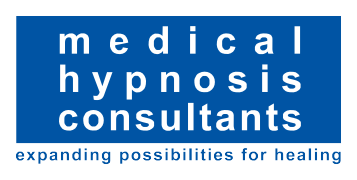 medical
hypnosis
consultants
expanding possibilities for healing